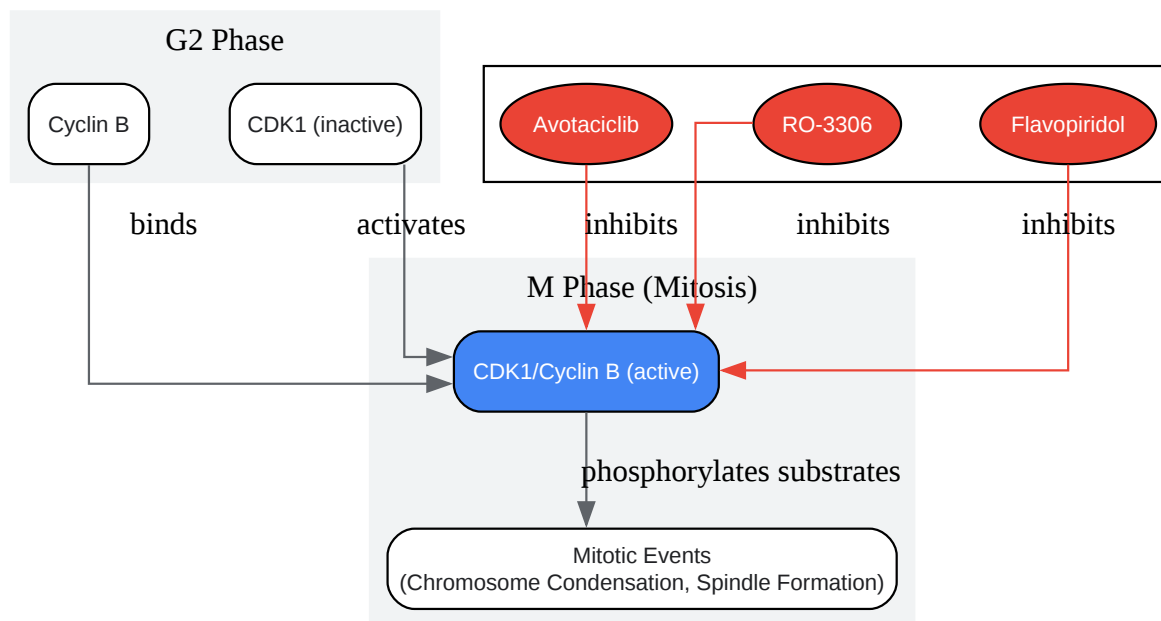 G2 Phase
Cyclin B
CDK1 (inactive)
Avotaciclib
RO-3306
Flavopiridol
binds
activates
inhibits
inhibits
inhibits
M Phase (Mitosis)
CDK1/Cyclin B (active)
phosphorylates substrates
Mitotic Events
(Chromosome Condensation, Spindle Formation)